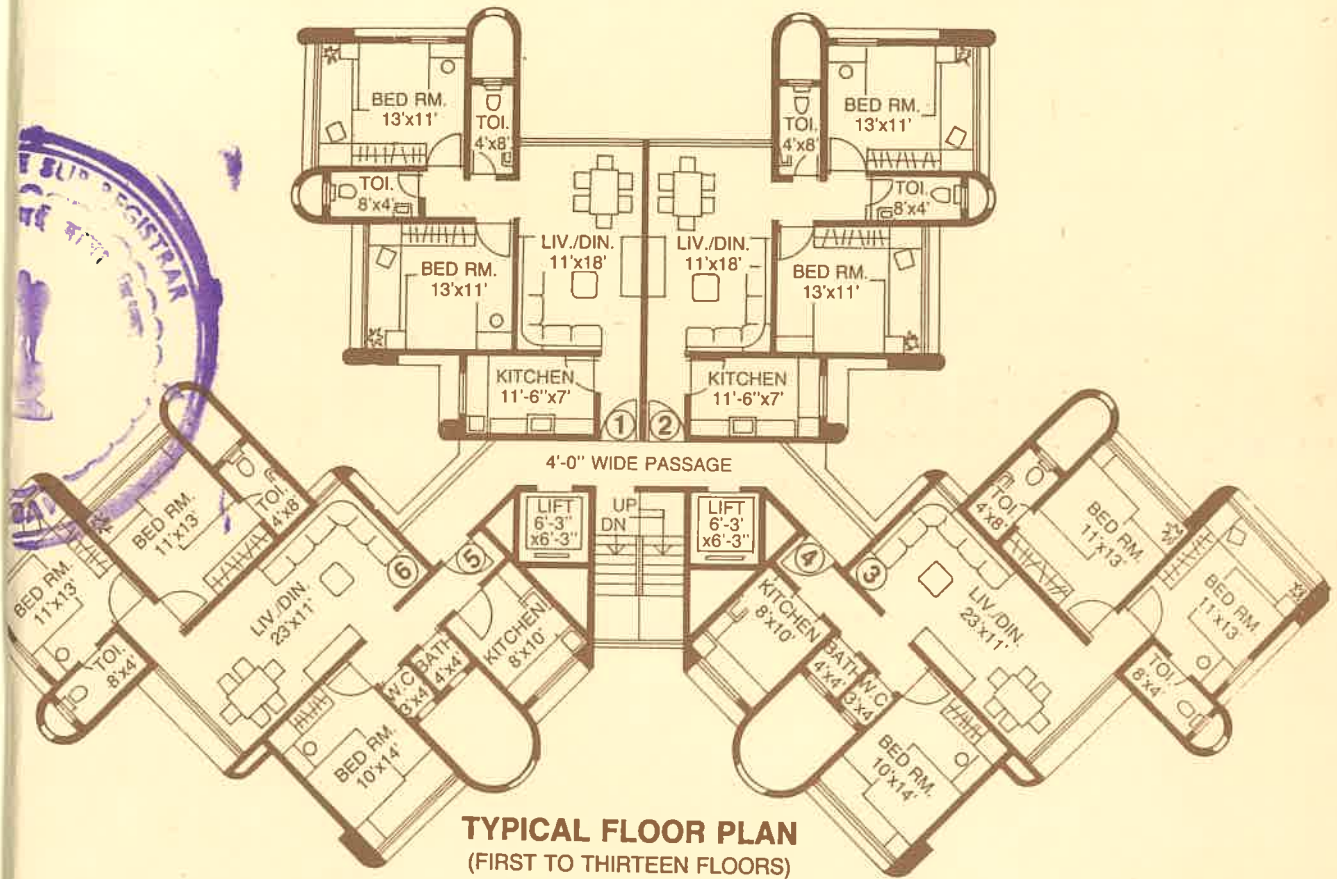 BED RM.
13'x11'
TOI.
4'x8'
TOI.
8'x4'
BED RM.
13'x11'
LIV./DIN.
11'x18'
KITCHEN
11'-6"x7'
1
TOI.
4'x8'
BED RM.
13'x11'
TOI.
8'x4'
LIV./DIN.
11'x18'
BED RM.
13'x11'
KITCHEN
11'-6"x7'
2
SUB REGISTRAR
4'-0" WIDE PASSAGE
LIFT
6'-3"
x6'-3"
UP
DN
LIFT
6'-3'
x6'-3"
BED RM.
11'x13'
TOI.
4'x8'
BED RM.
11'x13'
TOI.
8'x4'
LIV./DIN.
23'x11'
6
5
KITCHEN
8'x10'
BATH
4'x4'
W.C
3'x4'
BED RM.
10'x14'
4
3
KITCHEN
8'x10'
BATH
4'x4'
W.C
3'x4'
LIV./DIN.
23'x11'
TOI.
4'x8'
BED RM.
11'x13'
BED RM.
11'x13'
TOI.
8'x4'
BED RM.
10'x14'
TYPICAL FLOOR PLAN
(FIRST TO THIRTEEN FLOORS)